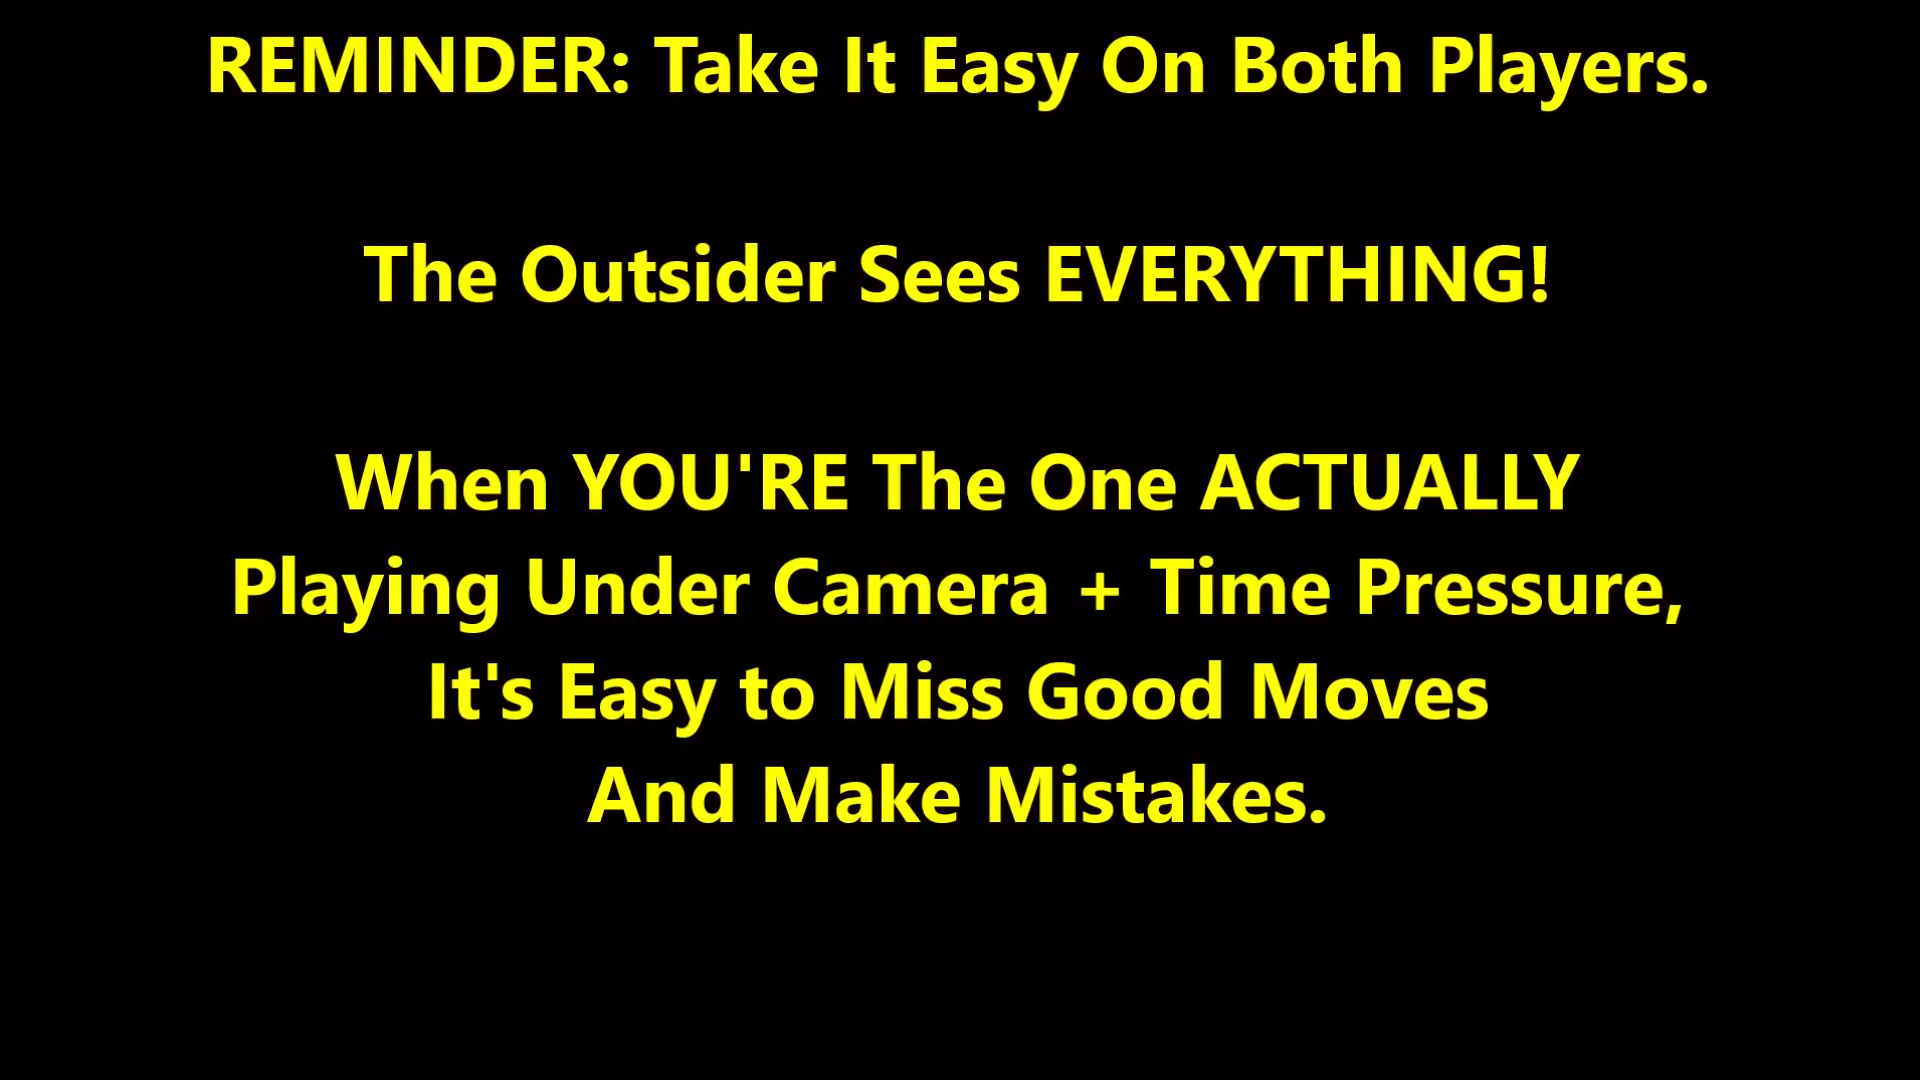 REMINDER: Take It Easy On Both Players.
The Outsider Sees EVERYTHING!
When YOU'RE The One ACTUALLY
Playing Under Camera + Time Pressure,
It's Easy to Miss Good Moves
And Make Mistakes.